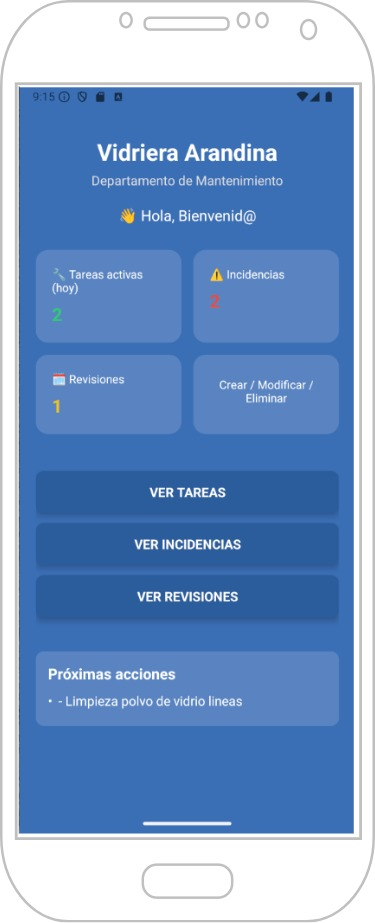 9:15
Vidriera Arandina
Departamento de Mantenimiento
👋 Hola, Bienvenid@
🔧 Tareas activas
(hoy)
2
⚠️ Incidencias
2
🗓️ Revisiones
1
Crear / Modificar /
Eliminar
VER TAREAS
VER INCIDENCIAS
VER REVISIONES
Próximas acciones
• - Limpieza polvo de vidrio lineas